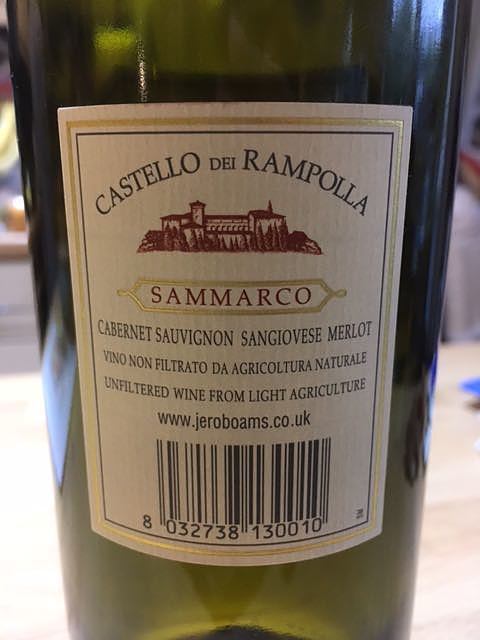 CASTELLO DEI RAMPOLLA
SAMMARCO
CABERNET SAUVIGNON SANGIOVESE MERLOT
VINO NON FILTRATO DA AGRICOLTURA NATURALE
UNFILTERED WINE FROM LIGHT AGRICULTURE
www.jeroboams.co.uk
8 032738 130010